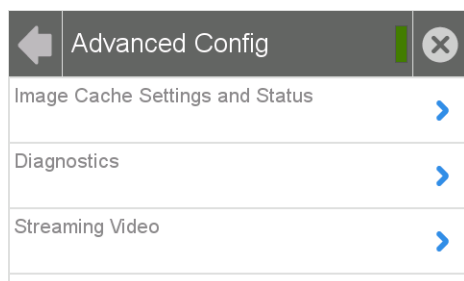 Advanced Config
Image Cache Settings and Status
Diagnostics
Streaming Video